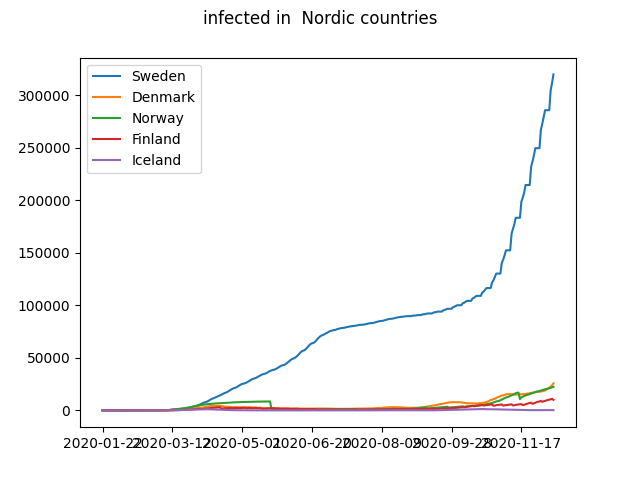 infected in  Nordic countries
Sweden
Denmark
Norway
Finland
Iceland
300000
250000
200000
150000
100000
50000
0
2020-01-22 2020-03-12 2020-05-01 2020-06-20 2020-08-09 2020-09-28 2020-11-17